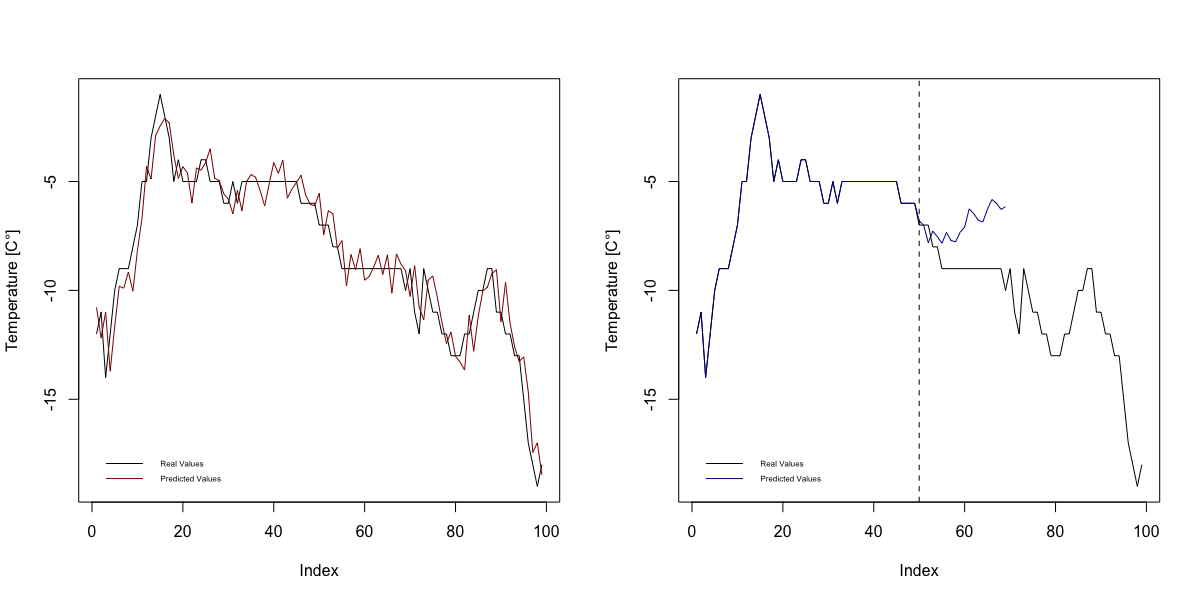 Temperature [C°]
-5
-10
-15
Real Values
Predicted Values
0 20 40 60 80 100
Index
Temperature [C°]
-5
-10
-15
Real Values
Predicted Values
0 20 40 60 80 100
Index